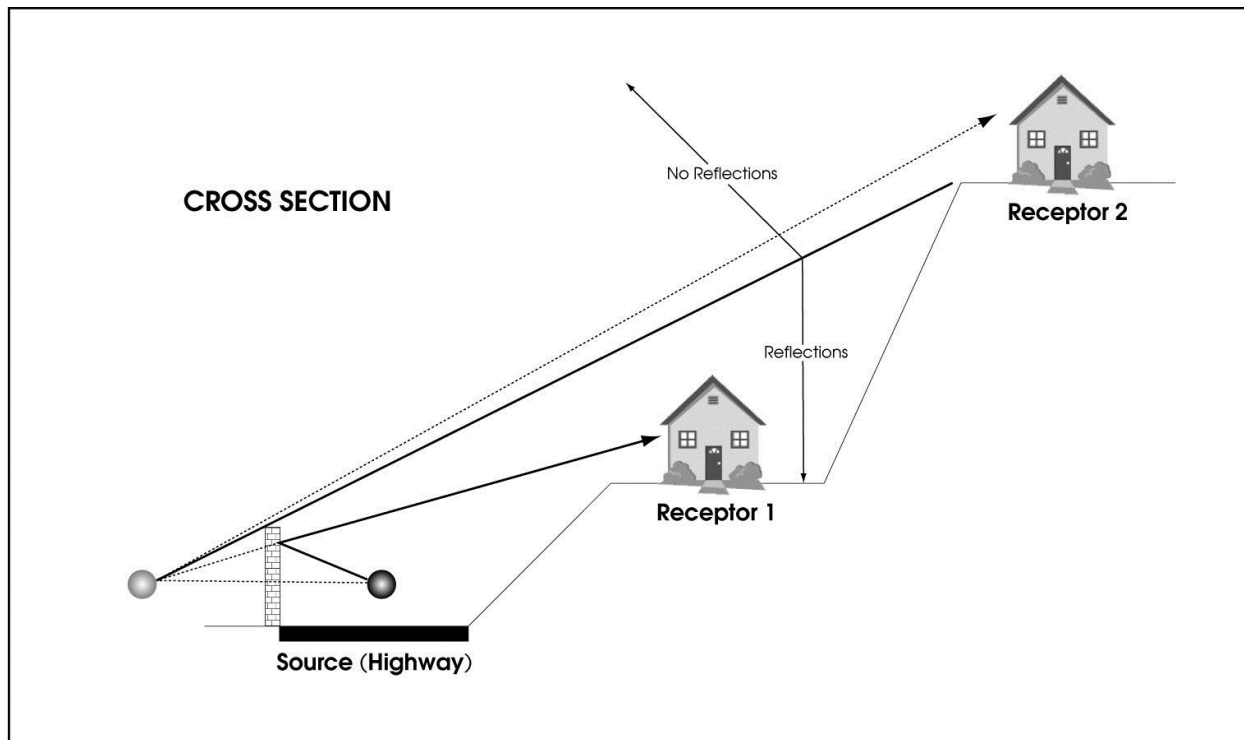 No Reflections
CROSS SECTION
Receptor 2
Reflections
Receptor 1
Source (Highway)